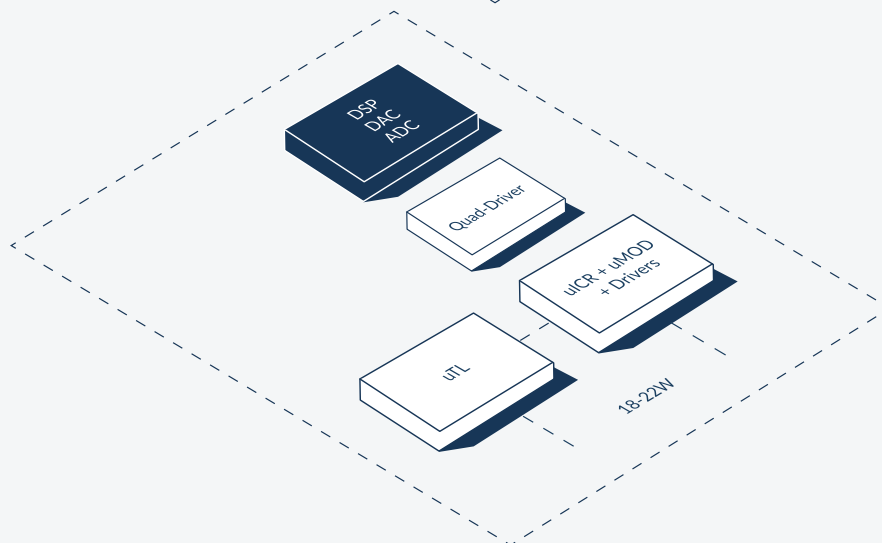 DSP
DAC
ADC
Quad-Driver
uICR + uMOD
+ Drivers
uTL
18-22W